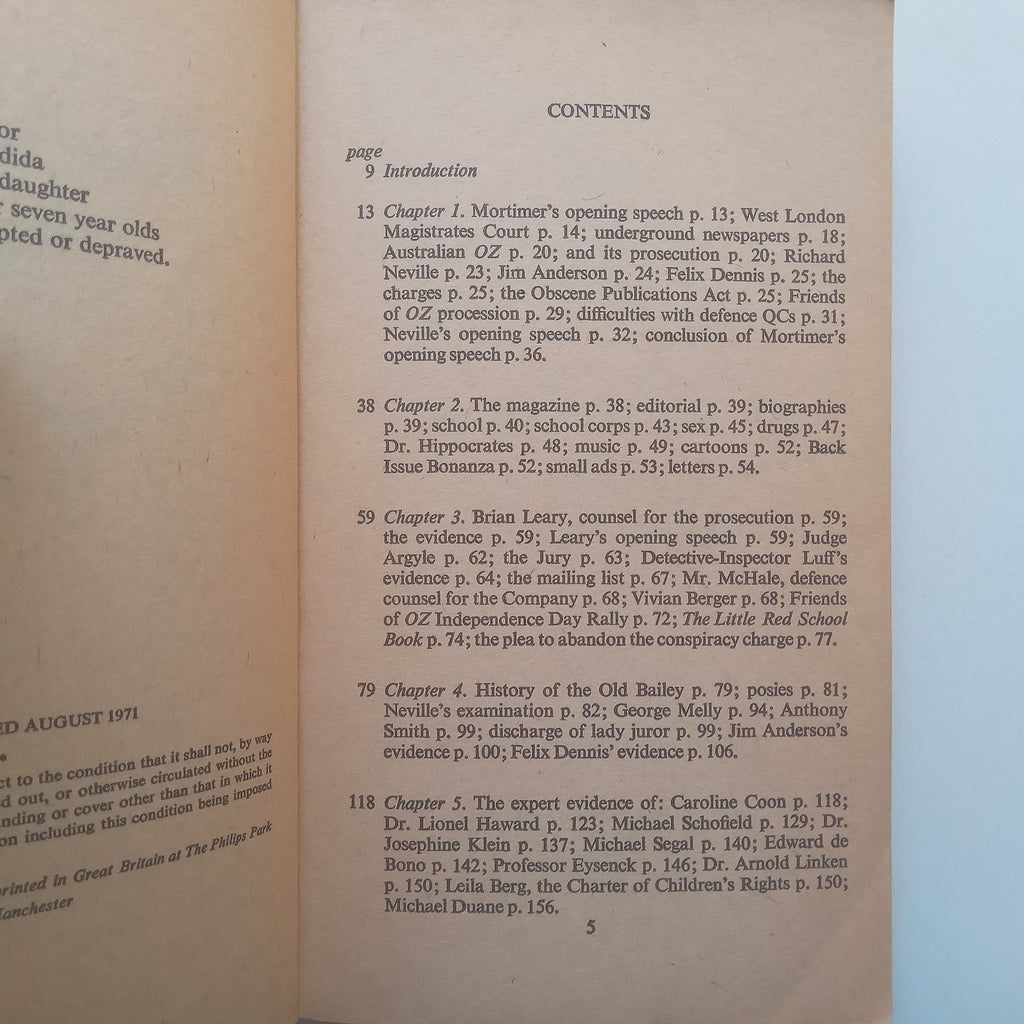 or
dida
daughter
seven year olds
pted or depraved.
ED AUGUST 1971
*
ct to the condition that it shall not, by way
d out, or otherwise circulated without the
nding or cover other than that in which it
on including this condition being imposed
rinted in Great Britain at The Philips Park
anchester
CONTENTS
page
9 Introduction
13 Chapter 1. Mortimer's opening speech p. 13; West London
Magistrates Court p. 14; underground newspapers p. 18;
Australian OZ p. 20; and its prosecution p. 20; Richard
Neville p. 23; Jim Anderson p. 24; Felix Dennis p. 25; the
charges p. 25; the Obscene Publications Act p. 25; Friends
of OZ procession p. 29; difficulties with defence QCs p. 31;
Neville's opening speech p. 32; conclusion of Mortimer's
opening speech p. 36.
38 Chapter 2. The magazine p. 38; editorial p. 39; biographies
p. 39; school p. 40; school corps p. 43; sex p. 45; drugs p. 47;
Dr. Hippocrates p. 48; music p. 49; cartoons p. 52; Back
Issue Bonanza p. 52; small ads p. 53; letters p. 54.
59 Chapter 3. Brian Leary, counsel for the prosecution p. 59;
the evidence p. 59; Leary's opening speech p. 59; Judge
Argyle p. 62; the Jury p. 63; Detective-Inspector Luff's
evidence p. 64; the mailing list p. 67; Mr. McHale, defence
counsel for the Company p. 68; Vivian Berger p. 68; Friends
of OZ Independence Day Rally p. 72; The Little Red School
Book p. 74; the plea to abandon the conspiracy charge p. 77.
79 Chapter 4. History of the Old Bailey p. 79; posies p. 81;
Neville's examination p. 82; George Melly p. 94; Anthony
Smith p. 99; discharge of lady juror p. 99; Jim Anderson's
evidence p. 100; Felix Dennis' evidence p. 106.
118 Chapter 5. The expert evidence of: Caroline Coon p. 118;
Dr. Lionel Haward p. 123; Michael Schofield p. 129; Dr.
Josephine Klein p. 137; Michael Segal p. 140; Edward de
Bono p. 142; Professor Eysenck p. 146; Dr. Arnold Linken
p. 150; Leila Berg, the Charter of Children's Rights p. 150;
Michael Duane p. 156.
5